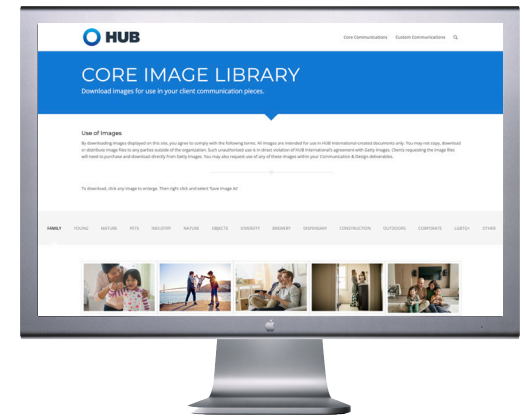 HUB
Core Communications Custom Communications
CORE IMAGE LIBRARY
Download images for use in your client communication pieces.
Use of Images
By downloading images displayed on this site, you agree to comply with the following terms. All images are intended for use in HUB International-created documents only. You may not copy, download
or distribute image files to any parties outside of the organization. Such unauthorized use is in direct violation of HUB International's agreement with Getty Images. Clients requesting the image files
will need to purchase and download directly from Getty Images. You may also request use of any of these images within your Communication & Design deliverables.
To download, click any image to enlarge. Then right click and select 'Save Image As'
FAMILY YOUNG MATURE PETS INDUSTRY NATURE OBJECTS DIVERSITY BREWERY DISPENSARY CONSTRUCTION OUTDOORS CORPORATE LGBTQ+ OTHER